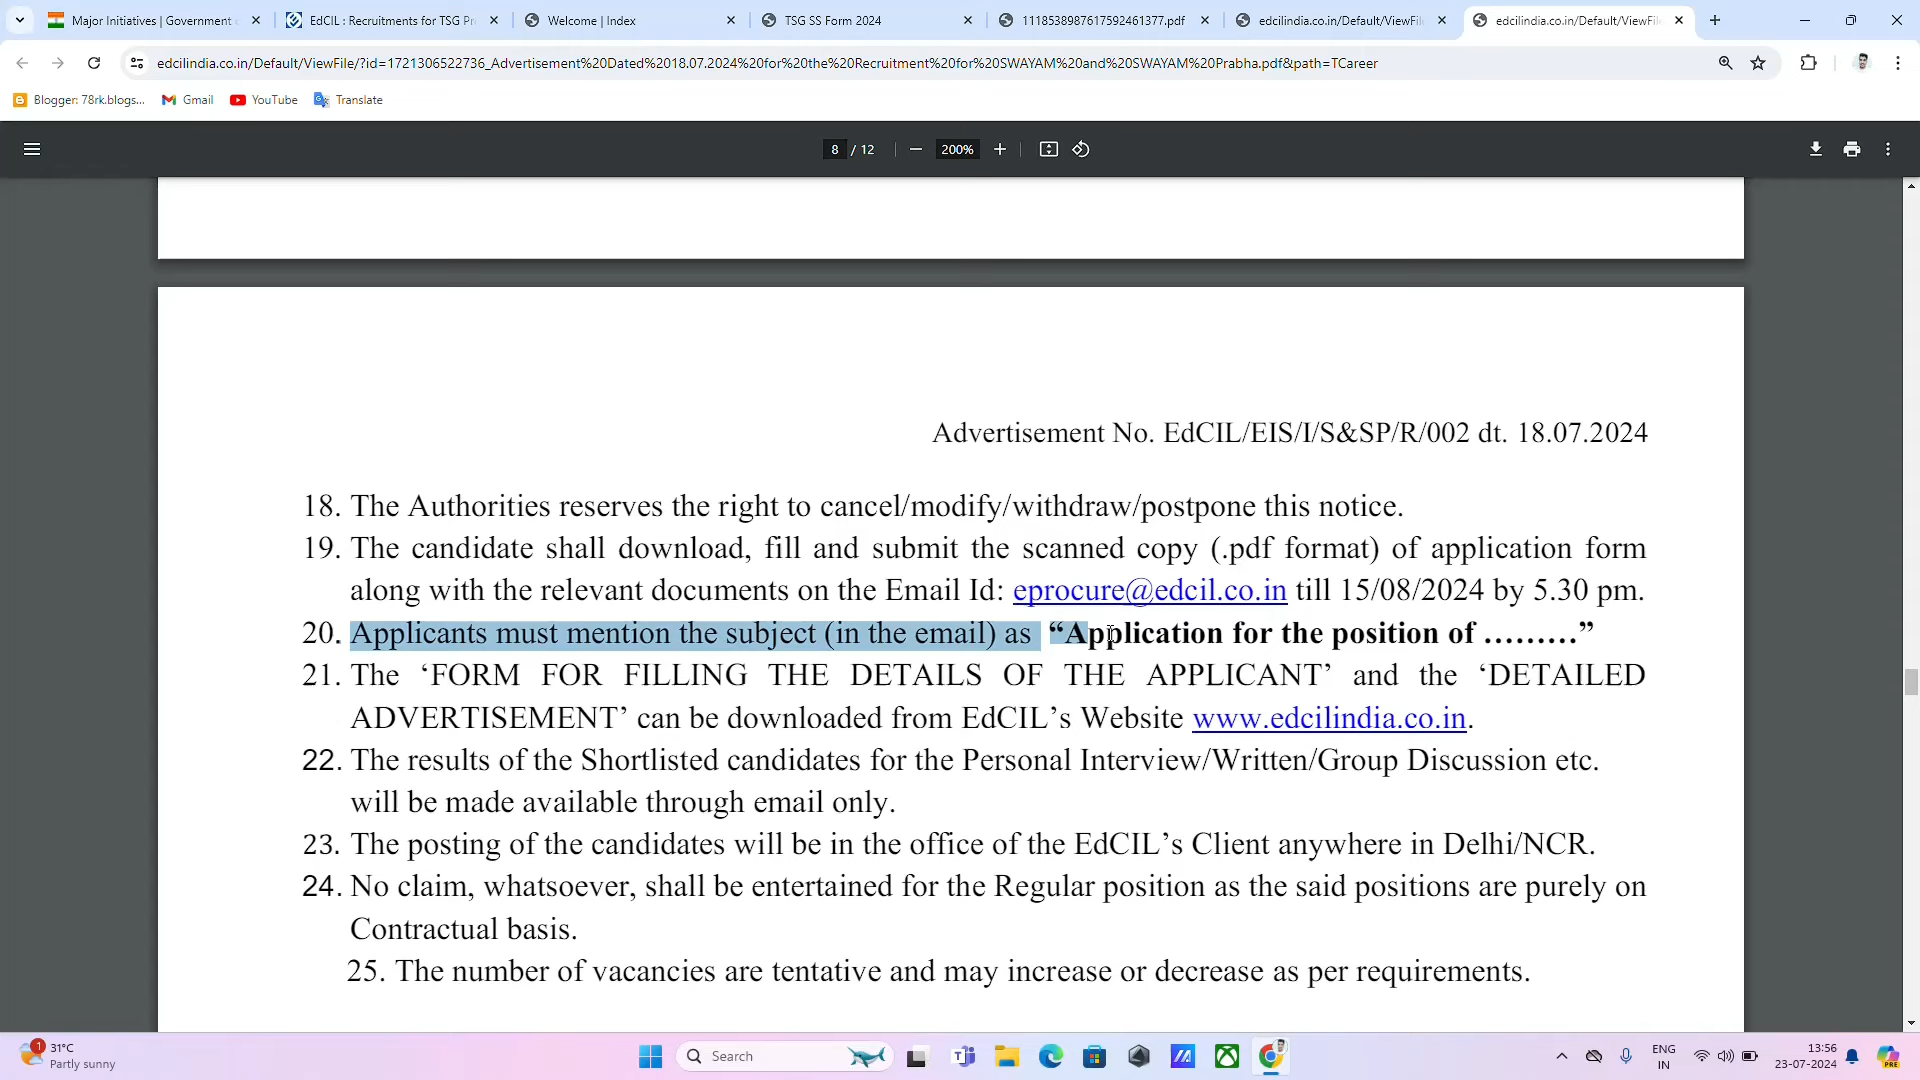 Major Initiatives | Government
EdCIL : Recruitments for TSG Pr
Welcome | Index
TSG SS Form 2024
1118538987617592461377.pdf
edcilindia.co.in/Default/ViewFil
edcilindia.co.in/Default/ViewFil
edcilindia.co.in/Default/ViewFile/?id=1721306522736_Advertisement%20Dated%2018.07.2024%20for%20the%20Recruitment%20for%20SWAYAM%20and%20SWAYAM%20Prabha.pdf&path=TCareer
Blogger: 78rk.blogs... Gmail YouTube Translate
8 / 12 200%
Advertisement No. EdCIL/EIS/I/S&SP/R/002 dt. 18.07.2024
18. The Authorities reserves the right to cancel/modify/withdraw/postpone this notice.
19. The candidate shall download, fill and submit the scanned copy (.pdf format) of application form
along with the relevant documents on the Email Id: eprocure@edcil.co.in till 15/08/2024 by 5.30 pm.
20. Applicants must mention the subject (in the email) as “Application for the position of ………”
21. The ‘FORM FOR FILLING THE DETAILS OF THE APPLICANT’ and the ‘DETAILED
ADVERTISEMENT’ can be downloaded from EdCIL’s Website www.edcilindia.co.in.
22. The results of the Shortlisted candidates for the Personal Interview/Written/Group Discussion etc.
will be made available through email only.
23. The posting of the candidates will be in the office of the EdCIL’s Client anywhere in Delhi/NCR.
24. No claim, whatsoever, shall be entertained for the Regular position as the said positions are purely on
Contractual basis.
25. The number of vacancies are tentative and may increase or decrease as per requirements.
1
31°C
Partly sunny
Search
ENG
IN
13:56
23-07-2024
PRE